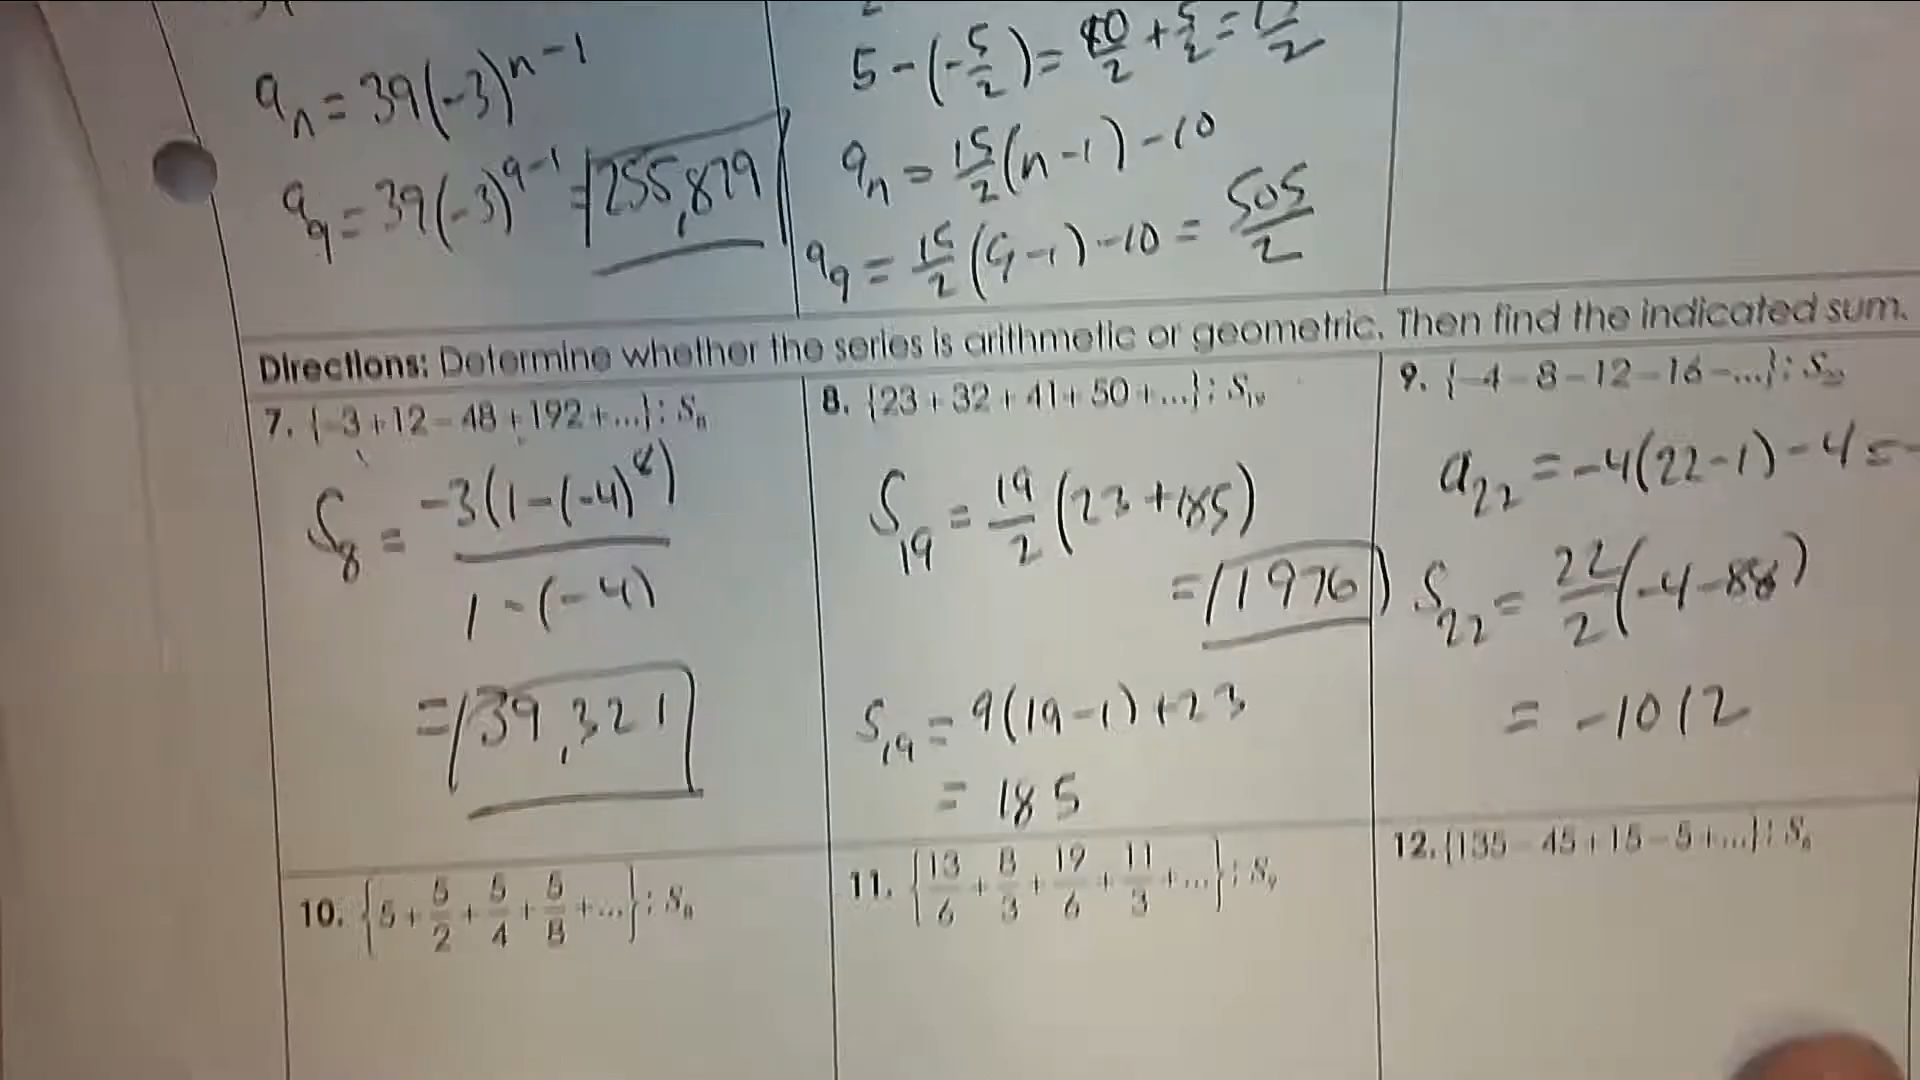 aₙ = 39(-3)ⁿ⁻¹
a₉ = 39(-3)⁹⁻¹ = 255,879
5 - (-5/2) = 10/2 + 5/2 = 15/2
aₙ = 15/2 (n-1) - 10
a₉ = 15/2 (9-1) - 10 = 505/2
Directions: Determine whether the series is arithmetic or geometric. Then find the indicated sum.
7. {-3 + 12 - 48 + 192 + ...}; S₈
S₈ = -3(1-(-4)⁸)
1 - (-4)
= 39,321
8. {23 + 32 + 41 + 50 + ...}; S₁₉
S₁₉ = 19/2 (23 + 185)
= 1976
S₁₉ = 9(19-1) + 23
= 185
9. {-4 - 8 - 12 - 16 - ...}; S₂₂
a₂₂ = -4(22-1) - 4 = -
S₂₂ = 22/2 (-4 - 88)
= -1012
10. {5 + 5/2 + 5/4 + 5/8 + ...}; S₈
11. {13/6 + 8/3 + 19/6 + 11/3 + ...}; S₉
12. {135 - 45 + 15 - 5 + ...}; S₆